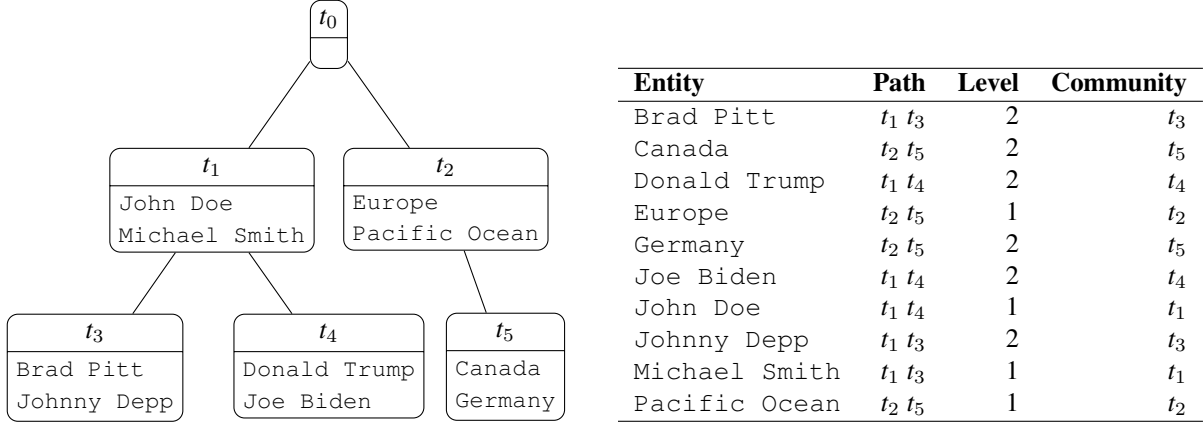 t₀
t₁
John Doe
Michael Smith
t₂
Europe
Pacific Ocean
t₃
Brad Pitt
Johnny Depp
t₄
Donald Trump
Joe Biden
t₅
Canada
Germany
Entity Path Level Community
Brad Pitt t₁ t₃ 2 t₃
Canada t₂ t₅ 2 t₅
Donald Trump t₁ t₄ 2 t₄
Europe t₂ t₅ 1 t₂
Germany t₂ t₅ 2 t₅
Joe Biden t₁ t₄ 2 t₄
John Doe t₁ t₄ 1 t₁
Johnny Depp t₁ t₃ 2 t₃
Michael Smith t₁ t₃ 1 t₁
Pacific Ocean t₂ t₅ 1 t₂